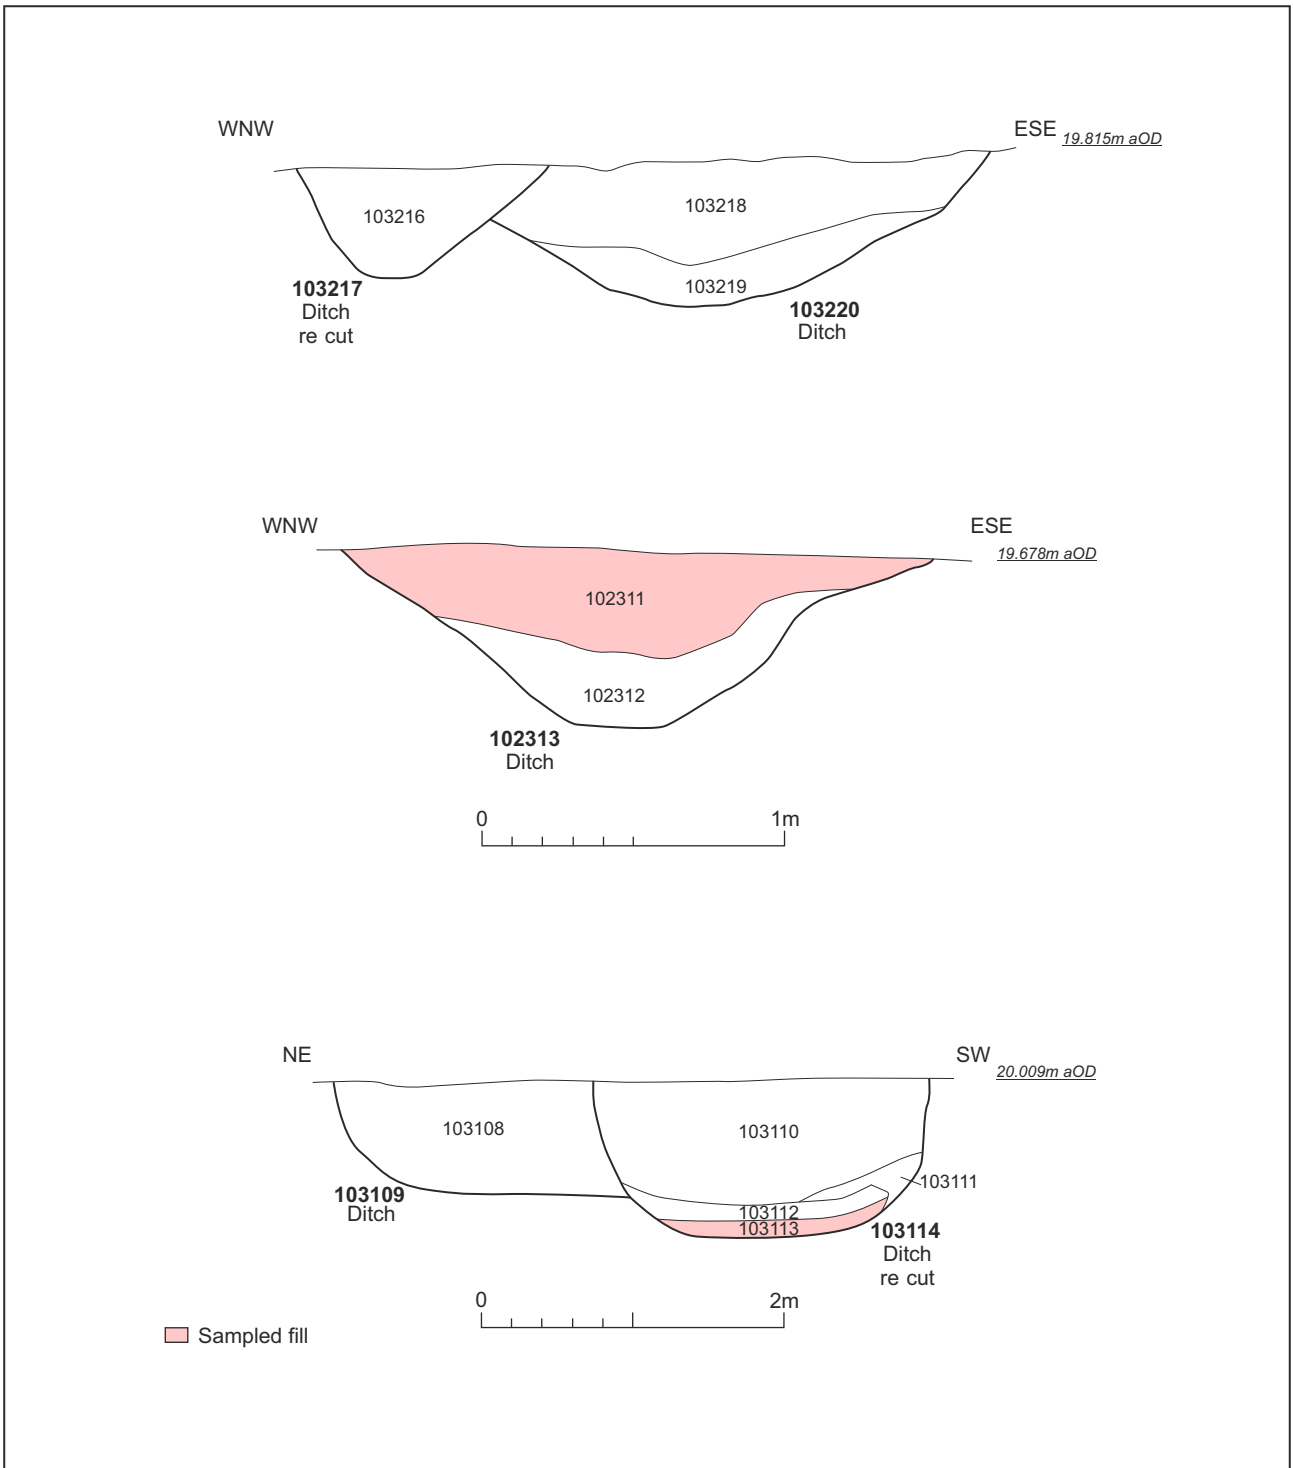 WNW
ESE
19.815m aOD
103216
103218
103219
103217
Ditch
re cut
103220
Ditch
WNW
ESE
19.678m aOD
102311
102312
102313
Ditch
0 1m
NE
SW
20.009m aOD
103108
103110
103111
103112
103113
103109
Ditch
103114
Ditch
re cut
0 2m
Sampled fill